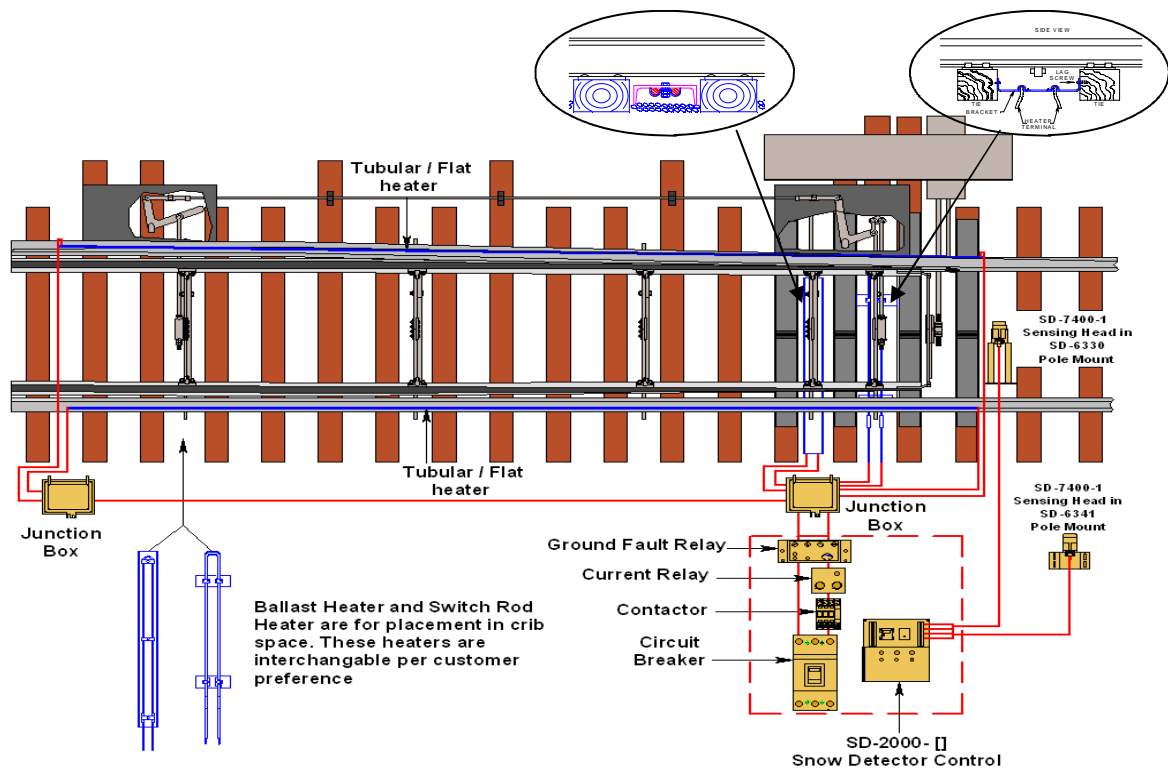 SIDE VIEW
LAG
SCREW
TIE
BRACKET
TIE
HEATER
TERMINAL
Tubular / Flat
heater
SD-7400-1
Sensing Head in
SD-6330
Pole Mount
Tubular / Flat
heater
SD-7400-1
Sensing Head in
SD-6341
Pole Mount
Junction
Box
Junction
Box
Ground Fault Relay
Current Relay
Contactor
Circuit
Breaker
Ballast Heater and Switch Rod
Heater are for placement in crib
space. These heaters are
interchangable per customer
preference
SD-2000- []
Snow Detector Control